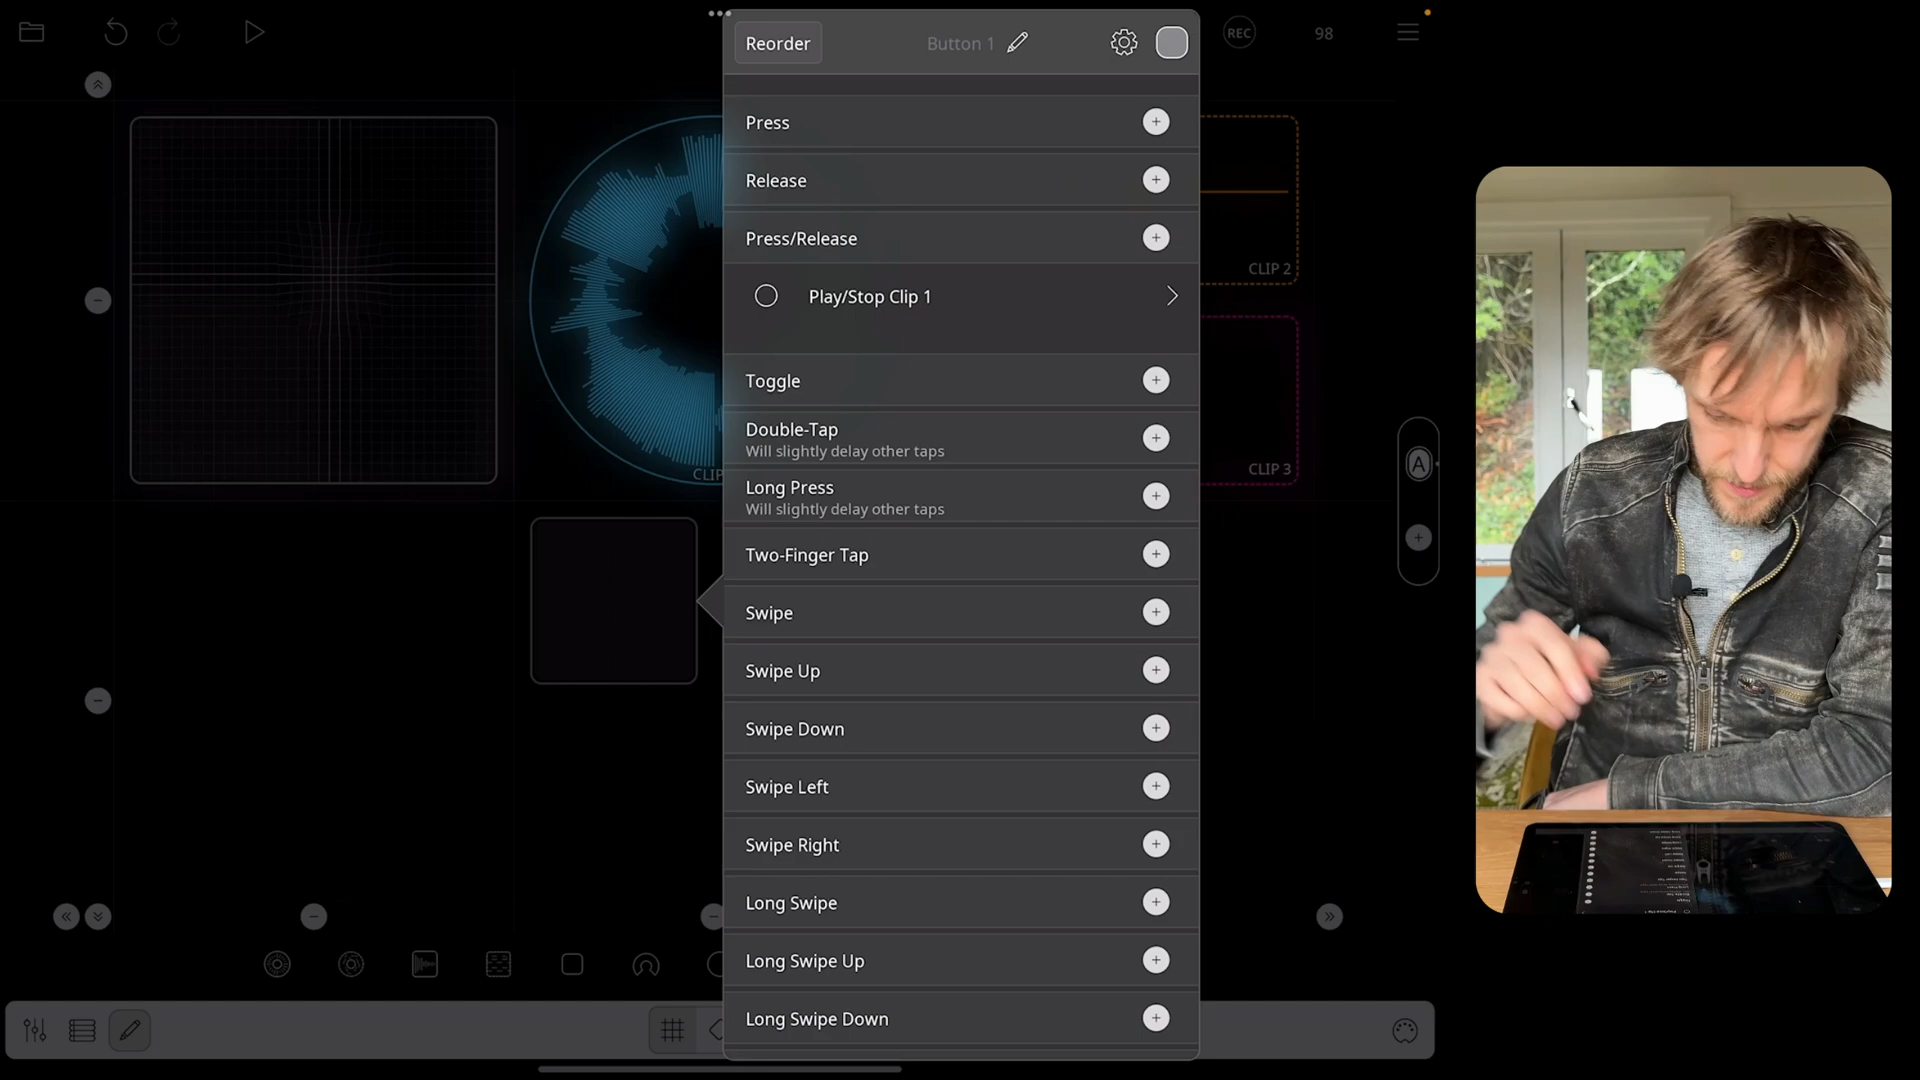 Reorder
Button 1
REC
98
Press
Release
Press/Release
Play/Stop Clip 1
Toggle
Double-Tap
Will slightly delay other taps
Long Press
Will slightly delay other taps
Two-Finger Tap
Swipe
Swipe Up
Swipe Down
Swipe Left
Swipe Right
Long Swipe
Long Swipe Up
Long Swipe Down
CLIP
CLIP 2
CLIP 3
A